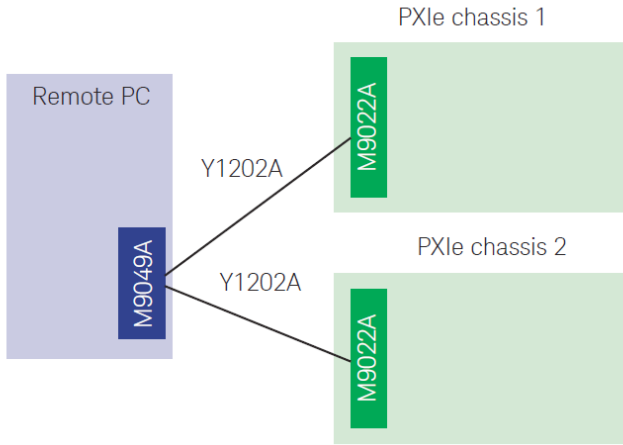 PXIe chassis 1
Remote PC
M9022A
Y1202A
M9049A
PXIe chassis 2
Y1202A
M9022A